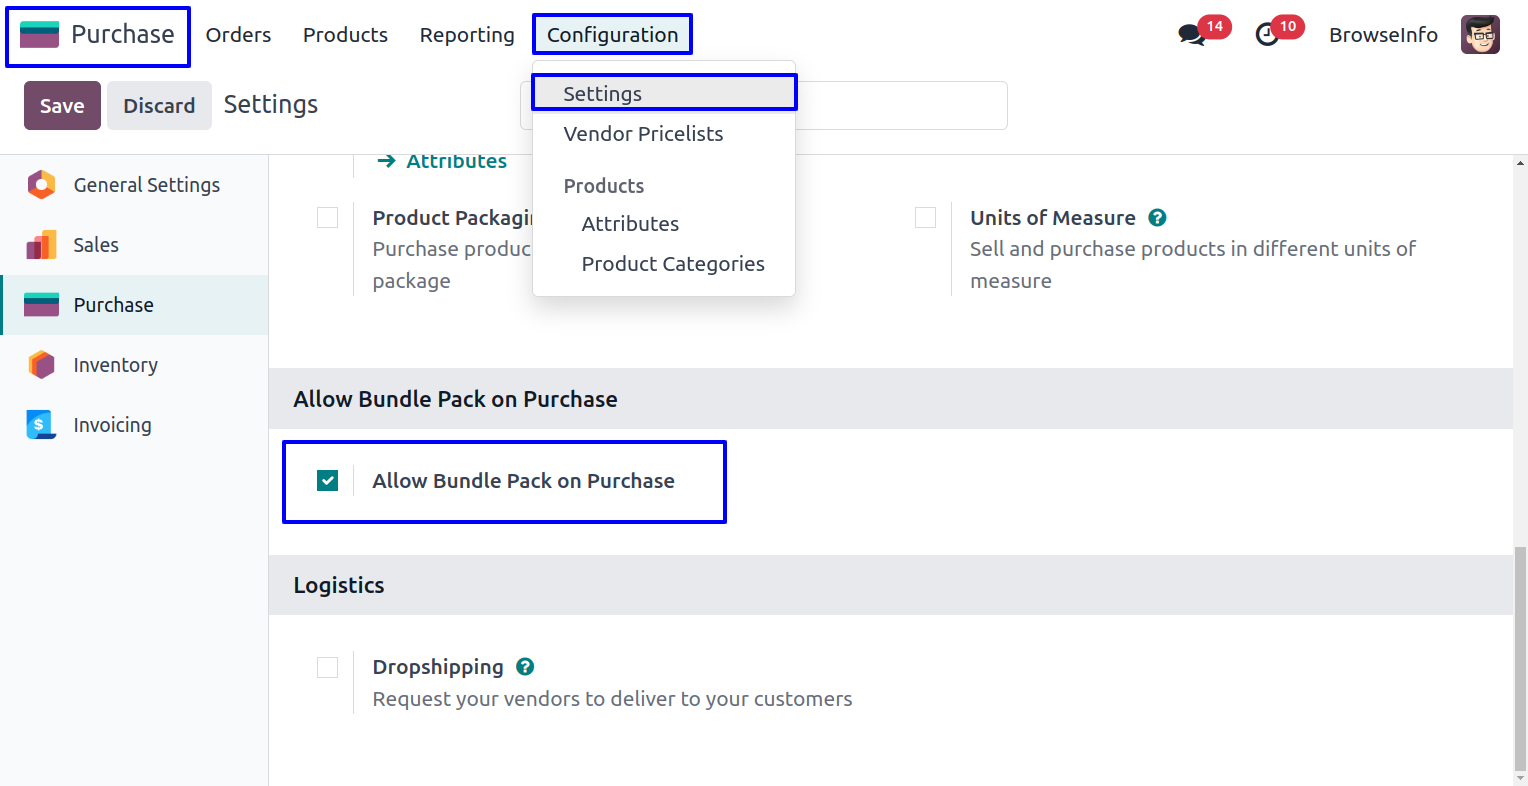 Purchase Orders Products Reporting Configuration 14 10 BrowseInfo
Save Discard Settings
Settings
Vendor Pricelists
Products
Attributes
Product Categories
General Settings
Sales
Purchase
Inventory
Invoicing
Attributes
Product
Purchase
package
Units of Measure ?
Sell and purchase products in different units of
measure
Allow Bundle Pack on Purchase
Allow Bundle Pack on Purchase
Logistics
Dropshipping ?
Request your vendors to deliver to your customers